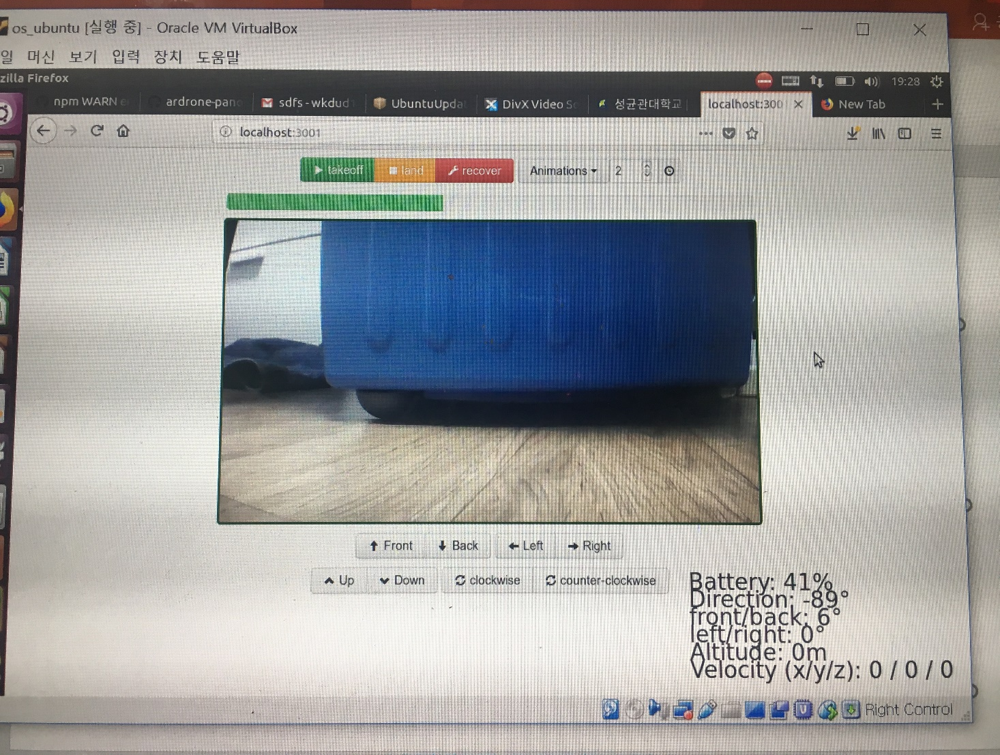 os_ubuntu [실행 중] - Oracle VM VirtualBox
일 머신 보기 입력 장치 도움말
zilla Firefox
19:28
npm WARN e
ardrone-pan
sdfs - wkdud
UbuntuUpda
DivX Video S
성균관대학교
localhost:300
New Tab
localhost:3001
takeoff land recover Animations 2
Front Back Left Right
Up Down clockwise counter-clockwise
Battery: 41%
Direction: -89°
front/back: 6°
left/right: 0°
Altitude: 0m
Velocity (x/y/z): 0 / 0 / 0
Right Control